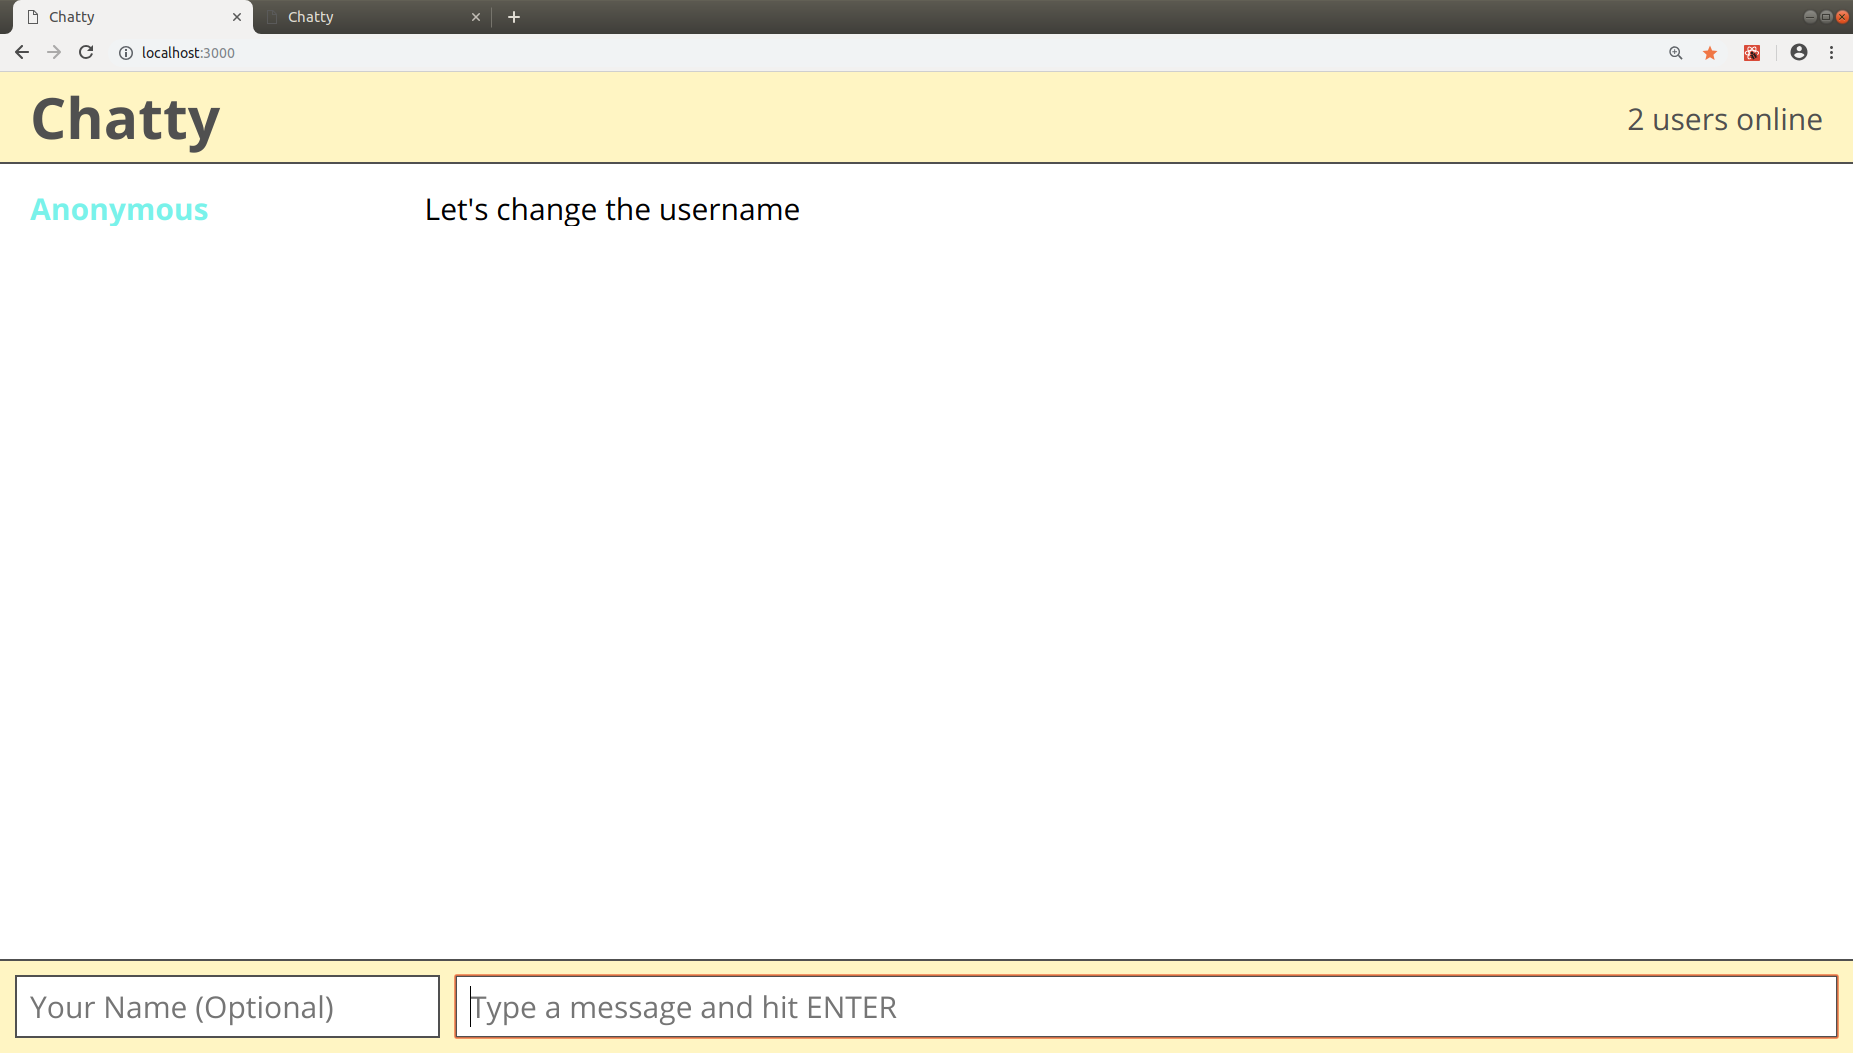 Chatty
Chatty
localhost:3000
Chatty
2 users online
Anonymous
Let's change the username
Your Name (Optional)
Type a message and hit ENTER